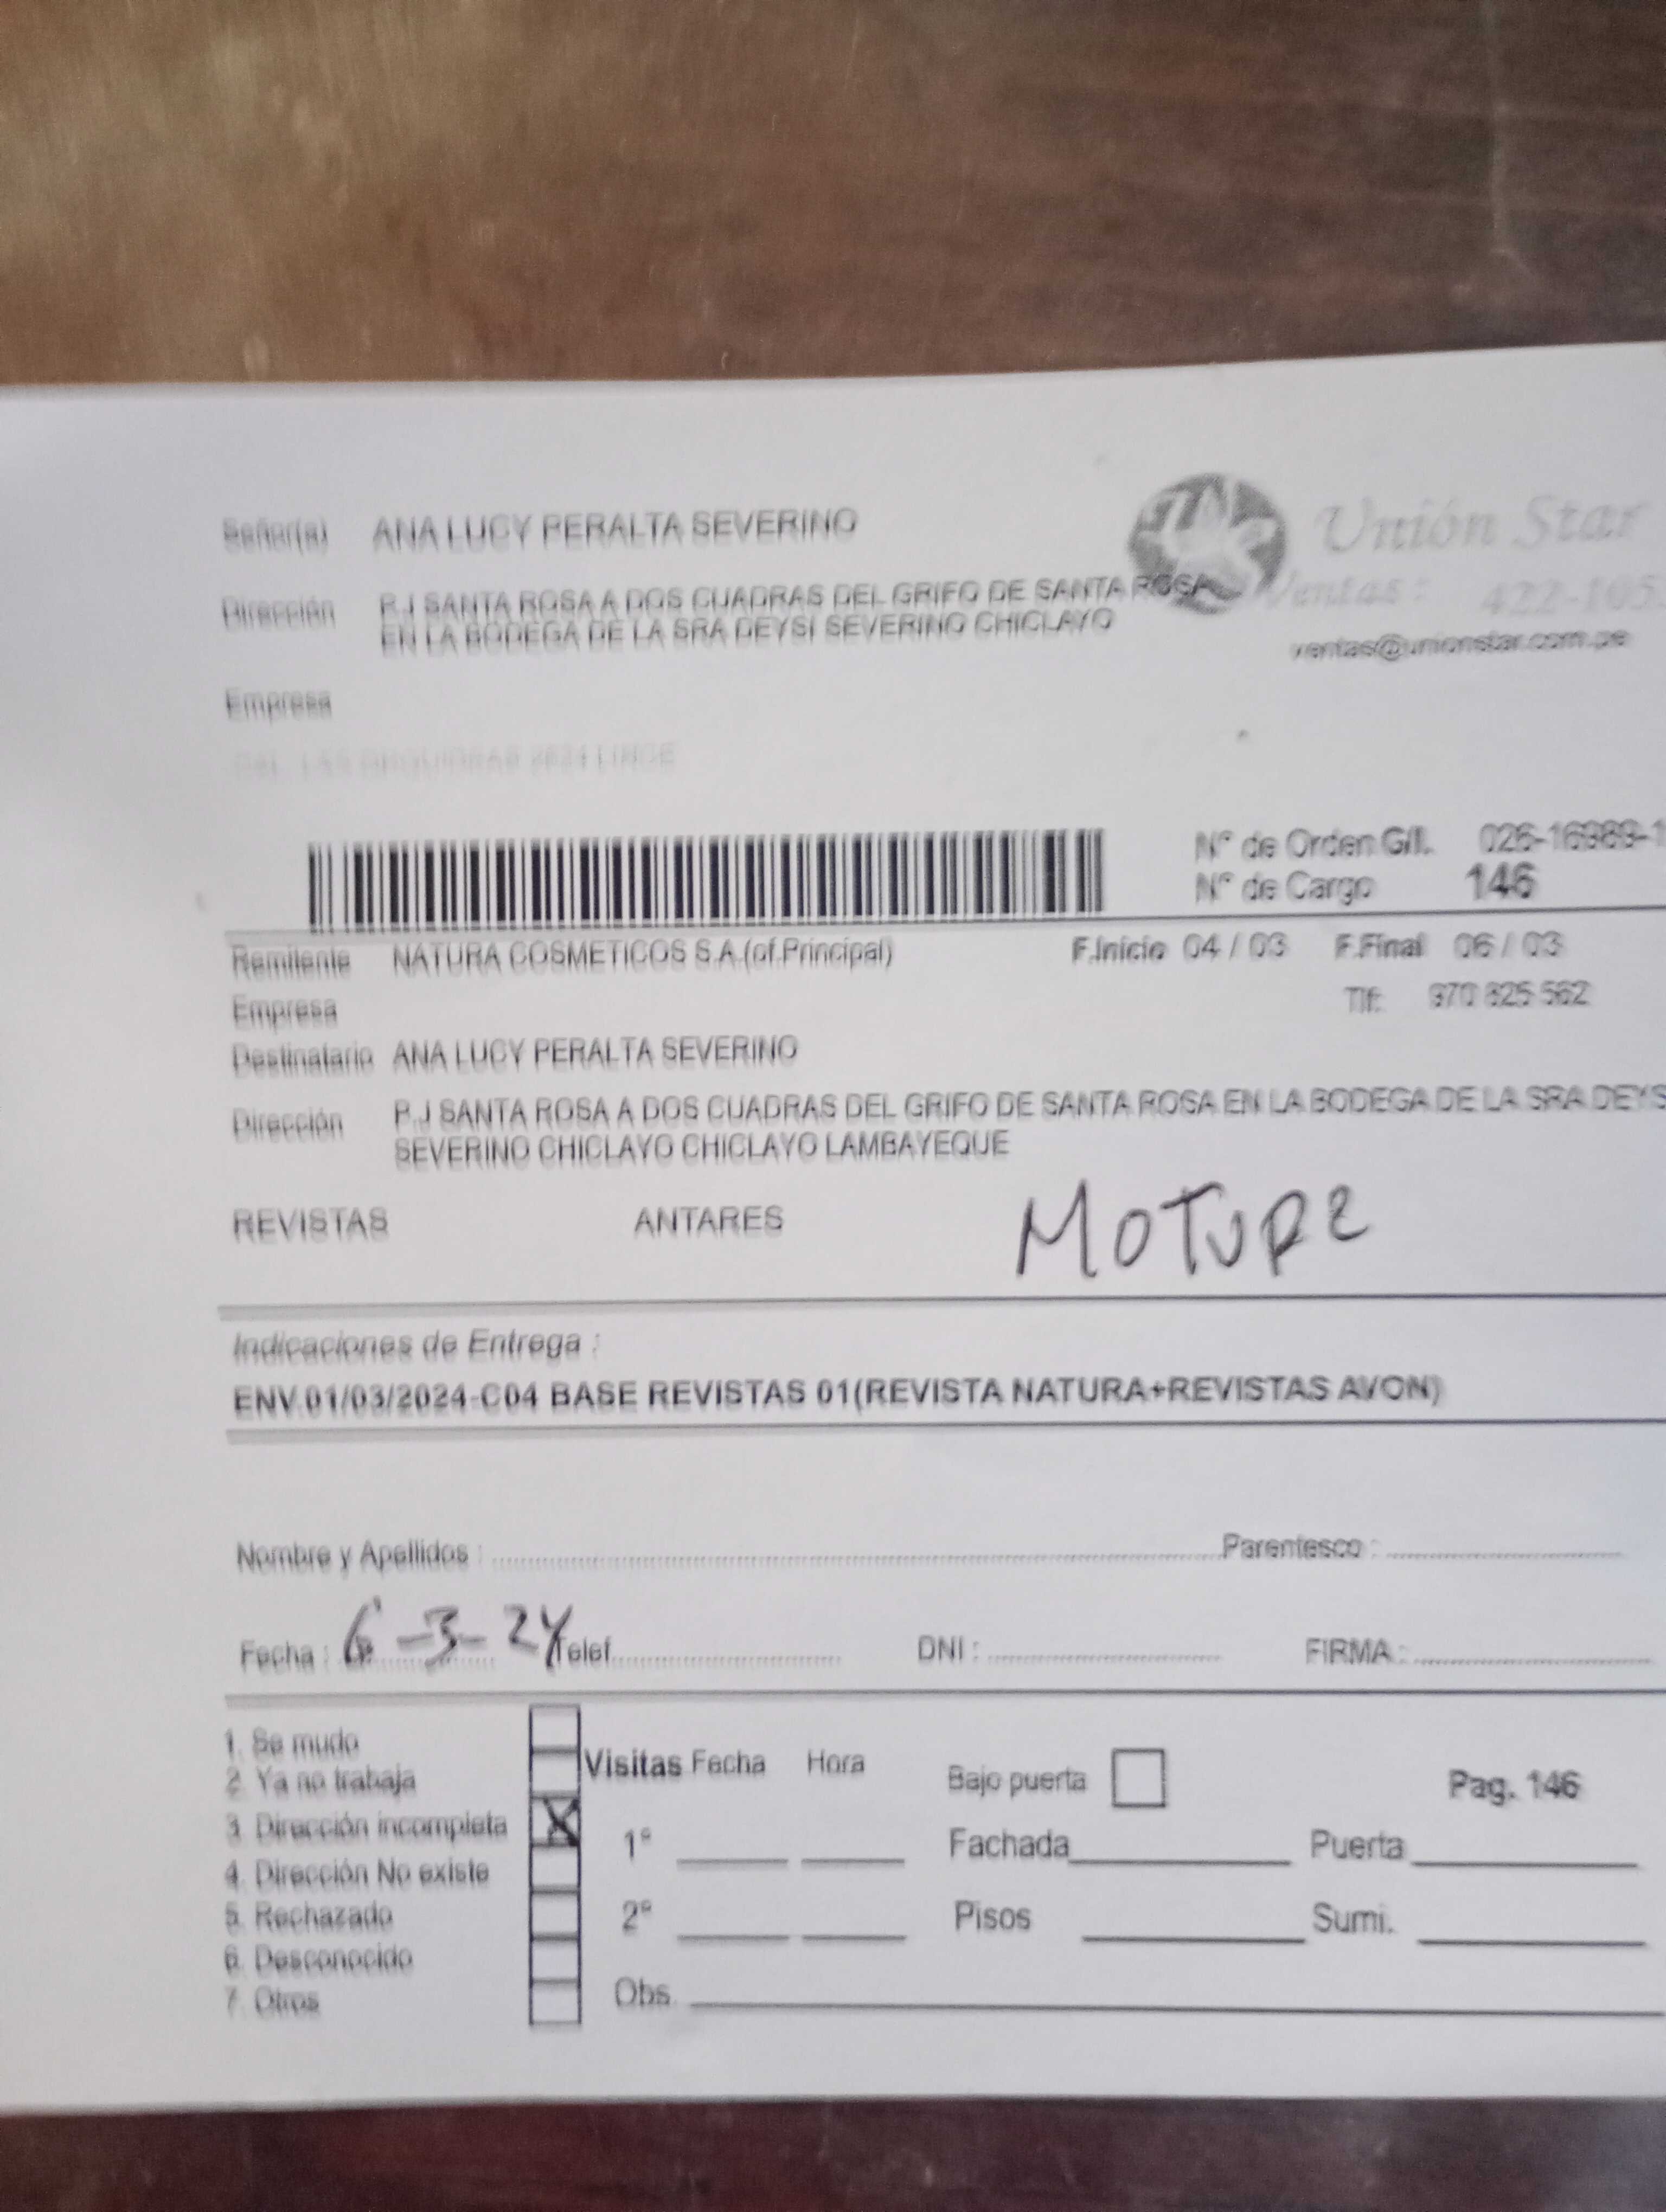 Señor(a) ANA LUCY PERALTA SEVERINO
Unión Star
Dirección P.J SANTA ROSA A DOS CUADRAS DEL GRIFO DE SANTA ROSA
EN LA BODEGA DE LA SRA DEYSI SEVERINO CHICLAYO
Ventas : 422-105
ventas@unionstar.com.pe
Empresa
N° de Orden G/I. 026-16989-1
N° de Cargo 146
Remitente NATURA COSMETICOS S.A.(of.Principal) F.Inicio 04 / 03 F.Final 06 / 03
Empresa Tlf: 970 825 562
Destinatario ANA LUCY PERALTA SEVERINO
Dirección P.J SANTA ROSA A DOS CUADRAS DEL GRIFO DE SANTA ROSA EN LA BODEGA DE LA SRA DEYS
SEVERINO CHICLAYO CHICLAYO LAMBAYEQUE
REVISTAS ANTARES MOTUPE
Indicaciones de Entrega :
ENV.01/03/2024-C04 BASE REVISTAS 01(REVISTA NATURA+REVISTAS AVON)
Nombre y Apellidos : Parentesco :
Fecha : 6-3-24 Telef. DNI : FIRMA :
1. Se mudo
2. Ya no trabaja
3. Dirección incompleta X
4. Dirección No existe
5. Rechazado
6. Desconocido
7. Otros
Visitas Fecha Hora Bajo puerta Pag. 146
1° Fachada Puerta
2° Pisos Sumi.
Obs.